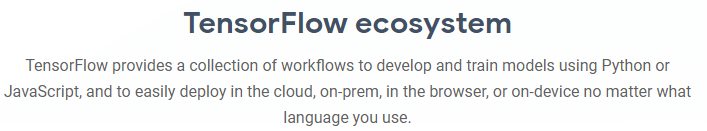 TensorFlow ecosystem
TensorFlow provides a collection of workflows to develop and train models using Python or
JavaScript, and to easily deploy in the cloud, on-prem, in the browser, or on-device no matter what
language you use.